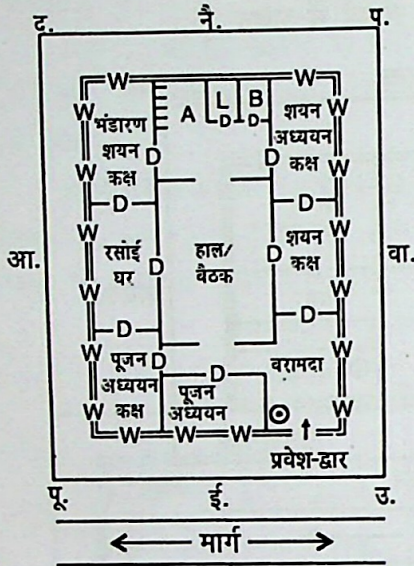 द. नै. प.
W W
W A L B W
D D
भंडारण शयन
शयन अध्ययन
कक्ष D D कक्ष
W W
D D
W W
रसोई हाल/ शयन
आ. घर D बैठक D कक्ष वा.
W W
D D
W पूजन D W
अध्ययन D वरामदा
कक्ष पूजन
अध्ययन
W W W W W
प्रवेश-द्वार
पू. ई. उ.
मार्ग